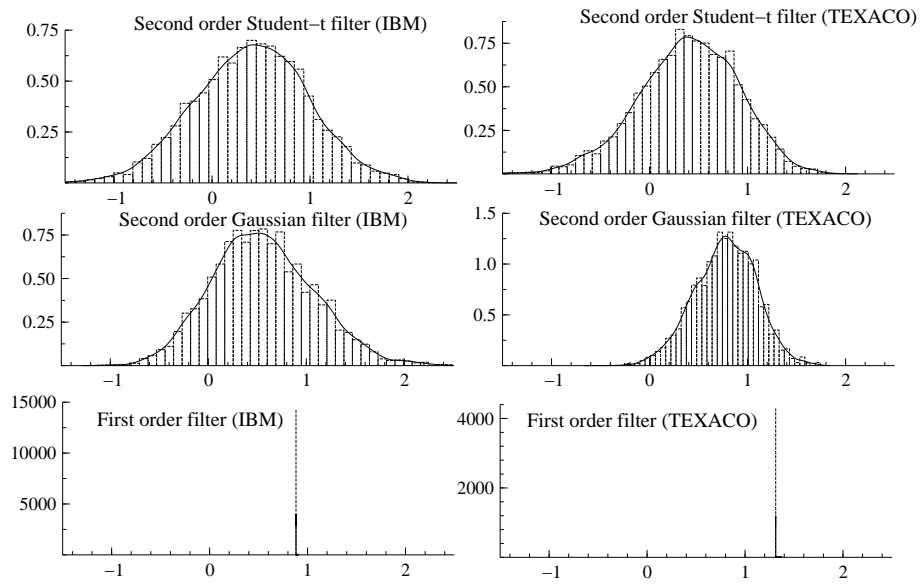 Second order Student−t filter (IBM)
0.75
0.50
0.25
−1 0 1 2
Second order Student−t filter (TEXACO)
0.75
0.50
0.25
−1 0 1 2
Second order Gaussian filter (IBM)
0.75
0.50
0.25
−1 0 1 2
Second order Gaussian filter (TEXACO)
1.5
1.0
.5
−1 0 1 2
First order filter (IBM)
15000
10000
5000
−1 0 1 2
First order filter (TEXACO)
4000
2000
−1 0 1 2